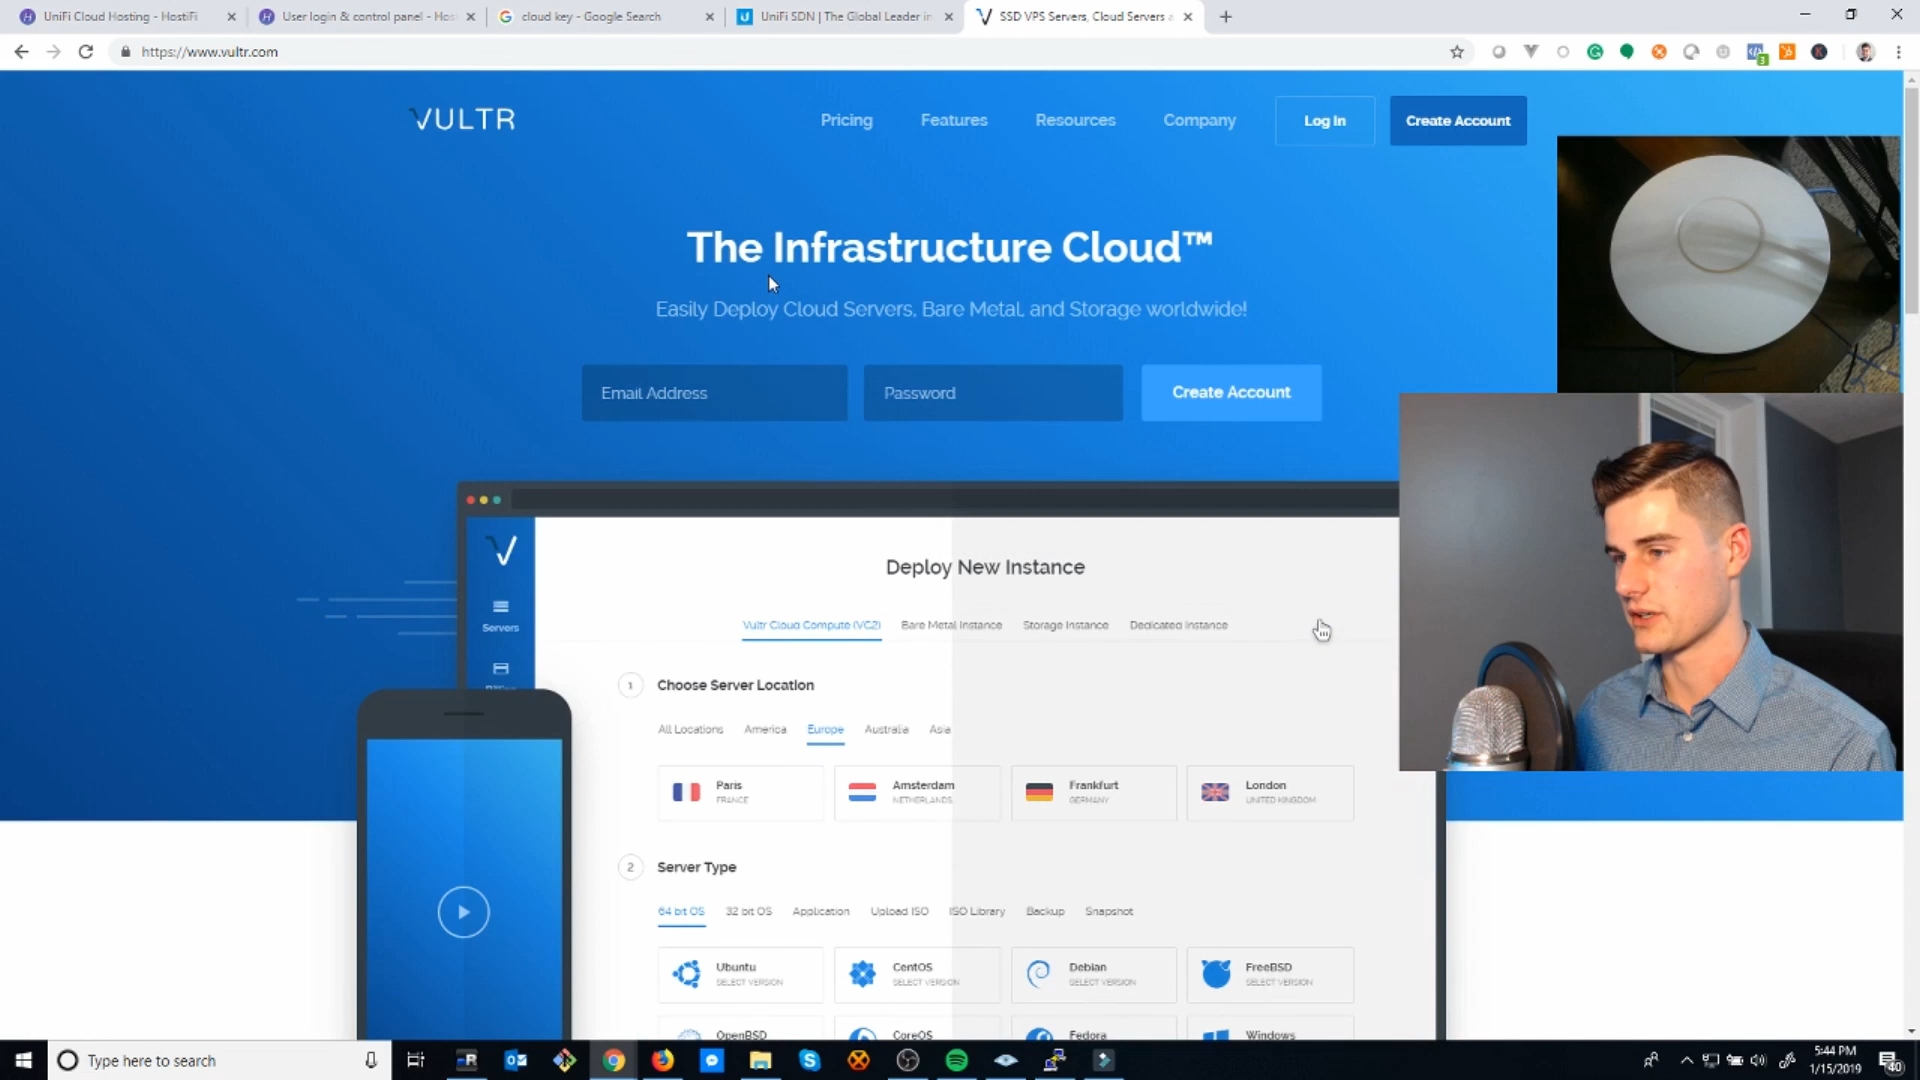 UniFi Cloud Hosting - HostiFi
User login & control panel - Hos
cloud key - Google Search
UniFi SDN | The Global Leader in
SSD VPS Servers, Cloud Servers a
https://www.vultr.com
3
VULTR
Pricing
Features
Resources
Company
Log In
Create Account
The Infrastructure Cloud™
Easily Deploy Cloud Servers, Bare Metal, and Storage worldwide!
Email Address
Password
Create Account
Deploy New Instance
Servers
Vultr Cloud Compute (VC2)
Bare Metal Instance
Storage Instance
Dedicated Instance
1
Choose Server Location
All Locations
America
Europe
Australia
Asia
Paris
FRANCE
Amsterdam
NETHERLANDS
Frankfurt
GERMANY
London
UNITED KINGDOM
2
Server Type
64 bit OS
32 bit OS
Application
Upload ISO
ISO Library
Backup
Snapshot
Ubuntu
SELECT VERSION
CentOS
SELECT VERSION
Debian
SELECT VERSION
FreeBSD
SELECT VERSION
OpenBSD
CoreOS
Fedora
Windows
Type here to search
5:44 PM
1/15/2019
40